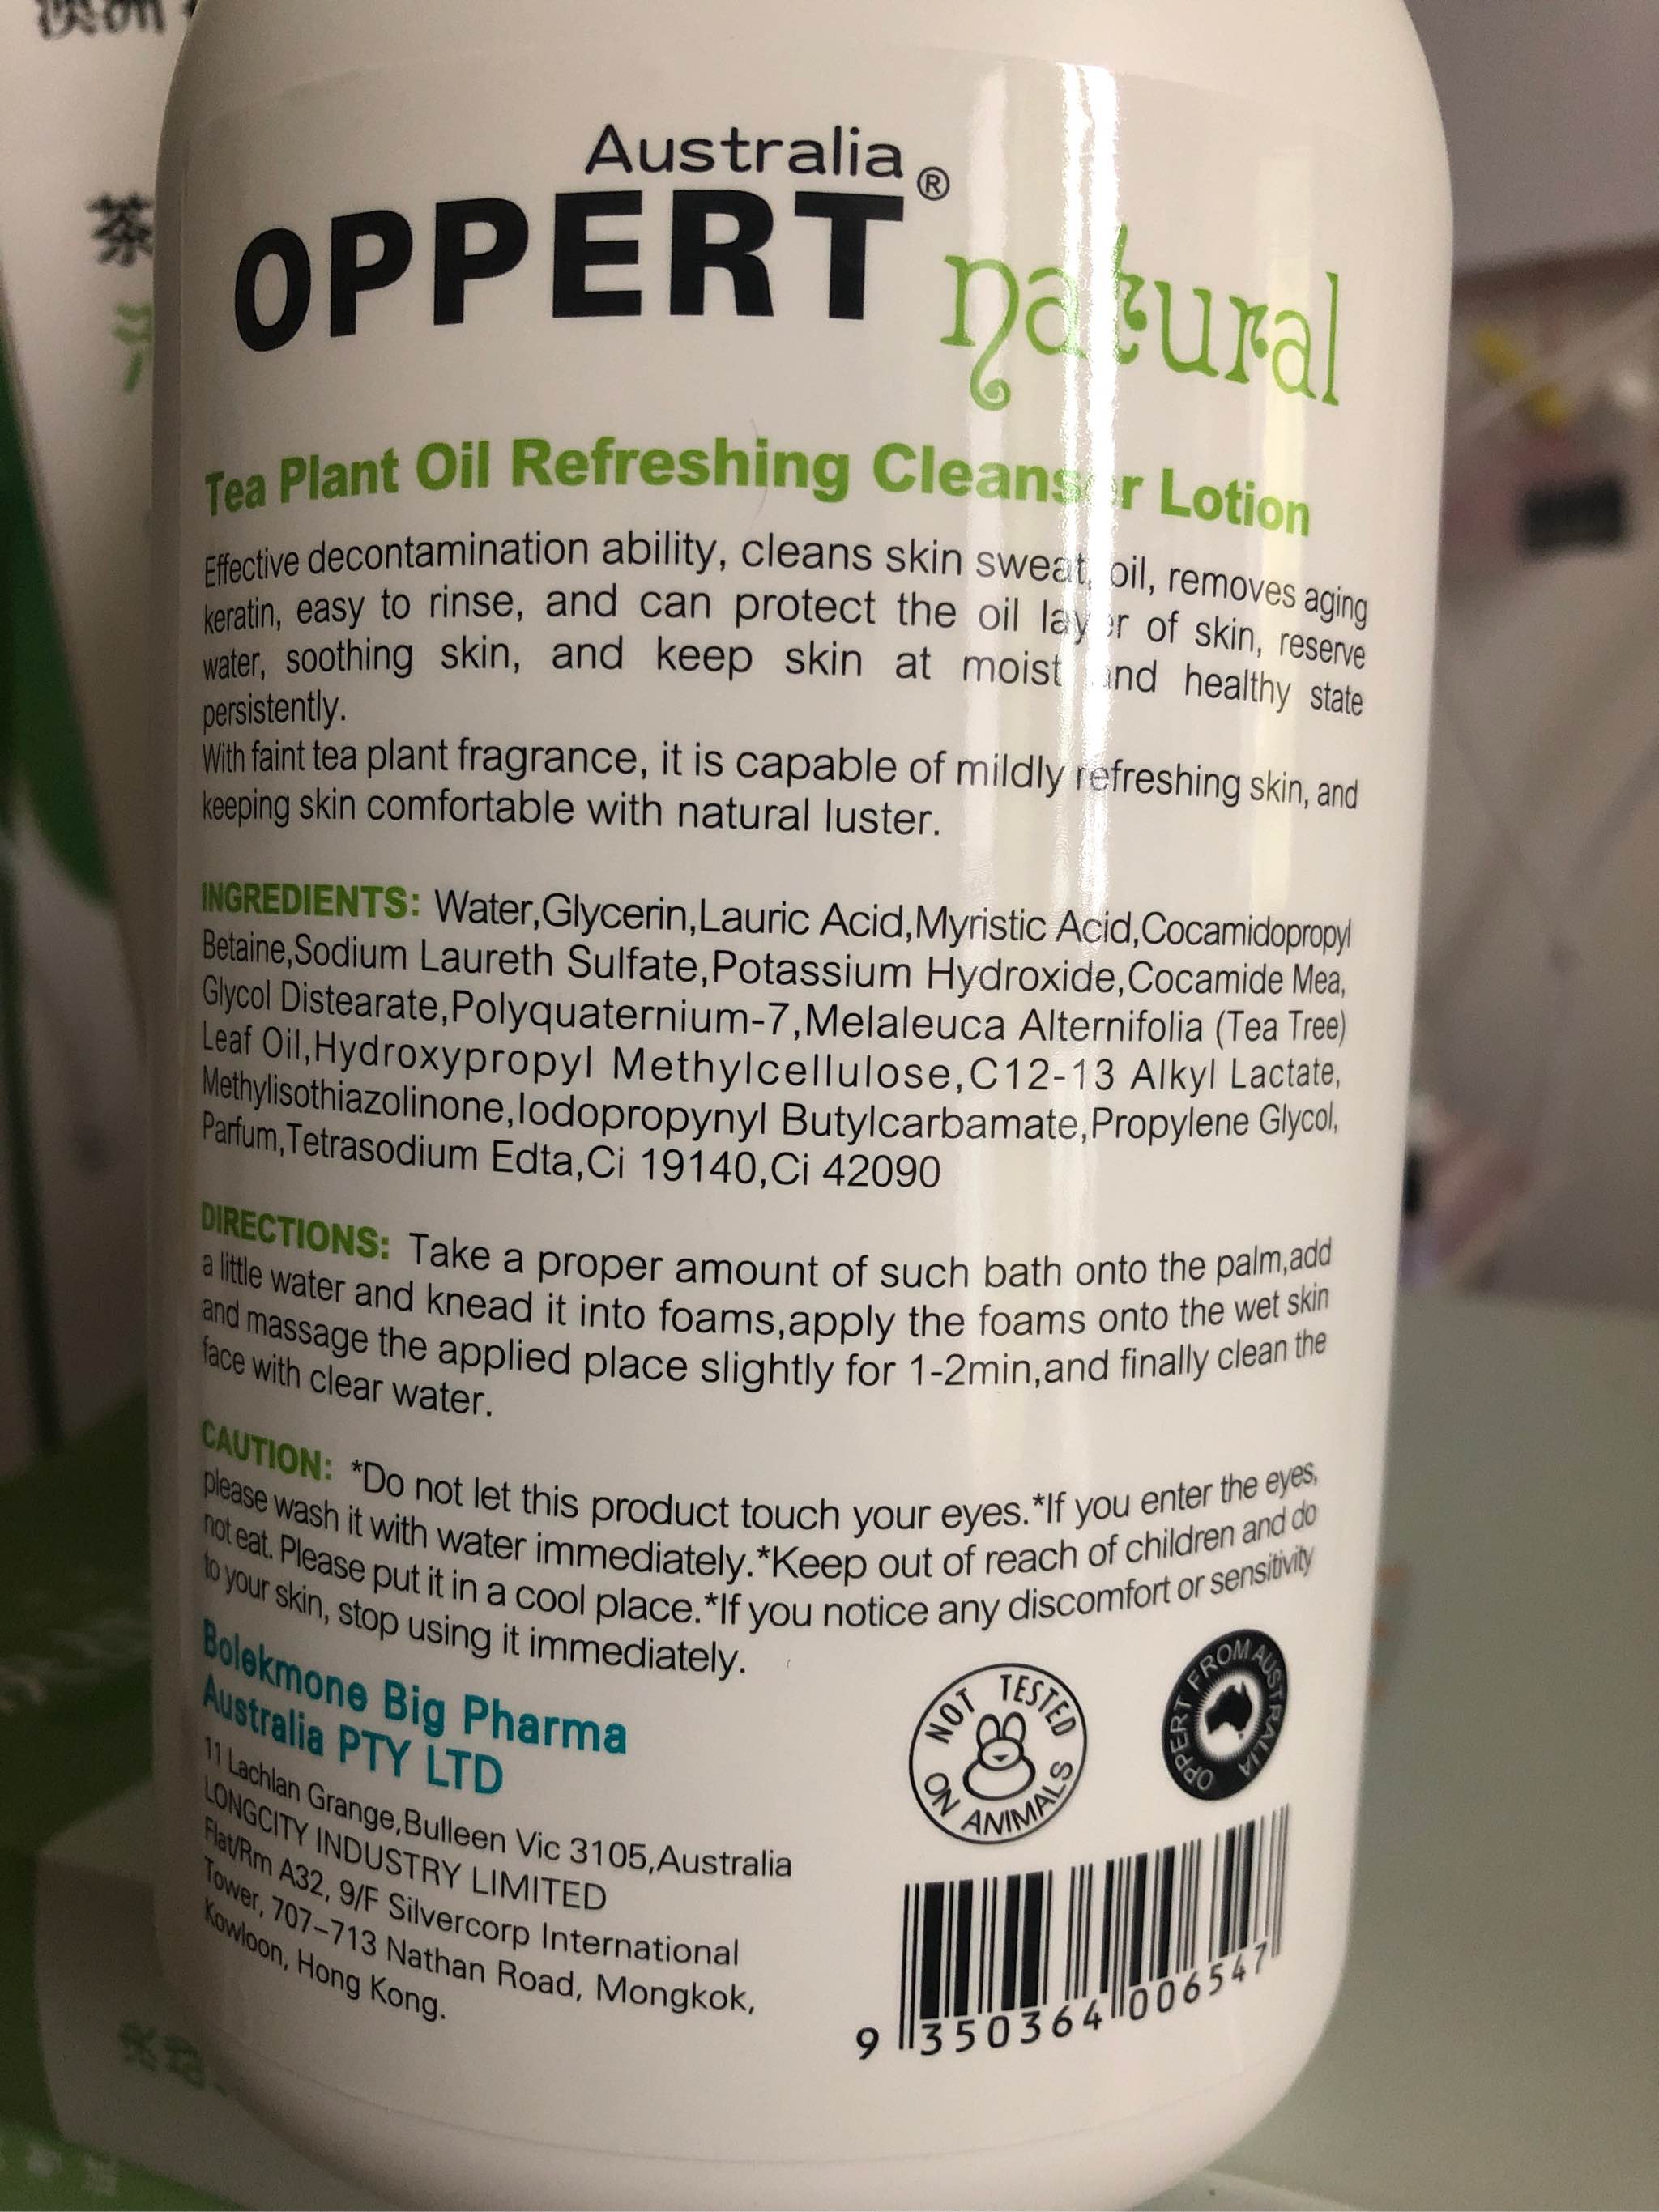 澳洲
茶
Australia
OPPERT® natural
Tea Plant Oil Refreshing Cleanser Lotion
Effective decontamination ability, cleans skin sweat, oil, removes aging
keratin, easy to rinse, and can protect the oil layer of skin, reserve
water, soothing skin, and keep skin at moist and healthy state
persistently.
With faint tea plant fragrance, it is capable of mildly refreshing skin, and
keeping skin comfortable with natural luster.
INGREDIENTS: Water,Glycerin,Lauric Acid,Myristic Acid,Cocamidopropyl
Betaine,Sodium Laureth Sulfate,Potassium Hydroxide,Cocamide Mea,
Glycol Distearate,Polyquaternium-7,Melaleuca Alternifolia (Tea Tree)
Leaf Oil,Hydroxypropyl Methylcellulose,C12-13 Alkyl Lactate,
Methylisothiazolinone,Iodopropynyl Butylcarbamate,Propylene Glycol,
Parfum,Tetrasodium Edta,Ci 19140,Ci 42090
DIRECTIONS: Take a proper amount of such bath onto the palm,add
a little water and knead it into foams,apply the foams onto the wet skin
and massage the applied place slightly for 1-2min,and finally clean the
face with clear water.
CAUTION: *Do not let this product touch your eyes.*If you enter the eyes,
please wash it with water immediately.*Keep out of reach of children and do
not eat. Please put it in a cool place.*If you notice any discomfort or sensitivity
to your skin, stop using it immediately.
Bolekmone Big Pharma
Australia PTY LTD
11 Lachlan Grange,Bulleen Vic 3105,Australia
LONGCITY INDUSTRY LIMITED
Flat/Rm A32, 9/F Silvercorp International
Tower, 707-713 Nathan Road, Mongkok,
Kowloon, Hong Kong.
NOT TESTED
ON ANIMALS
OPPERT FROM AUSTRALIA
9 350364 006547